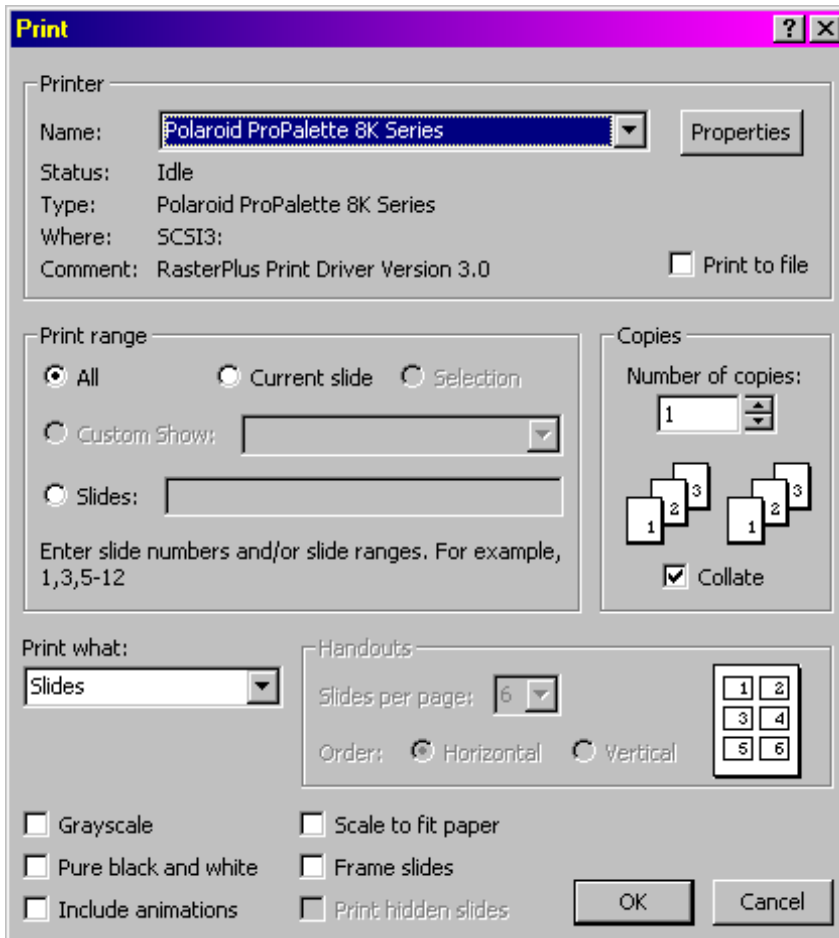 Print
Printer
Name: Polaroid ProPalette 8K Series Properties
Status: Idle
Type: Polaroid ProPalette 8K Series
Where: SCSI3:
Comment: RasterPlus Print Driver Version 3.0 Print to file
Print range
All Current slide Selection
Custom Show:
Slides:
Enter slide numbers and/or slide ranges. For example,
1,3,5-12
Copies
Number of copies:
1
1 2 3 1 2 3
Collate
Print what:
Slides
Handouts
Slides per page: 6
Order: Horizontal Vertical
1 2
3 4
5 6
Grayscale Scale to fit paper
Pure black and white Frame slides
Include animations Print hidden slides
OK Cancel